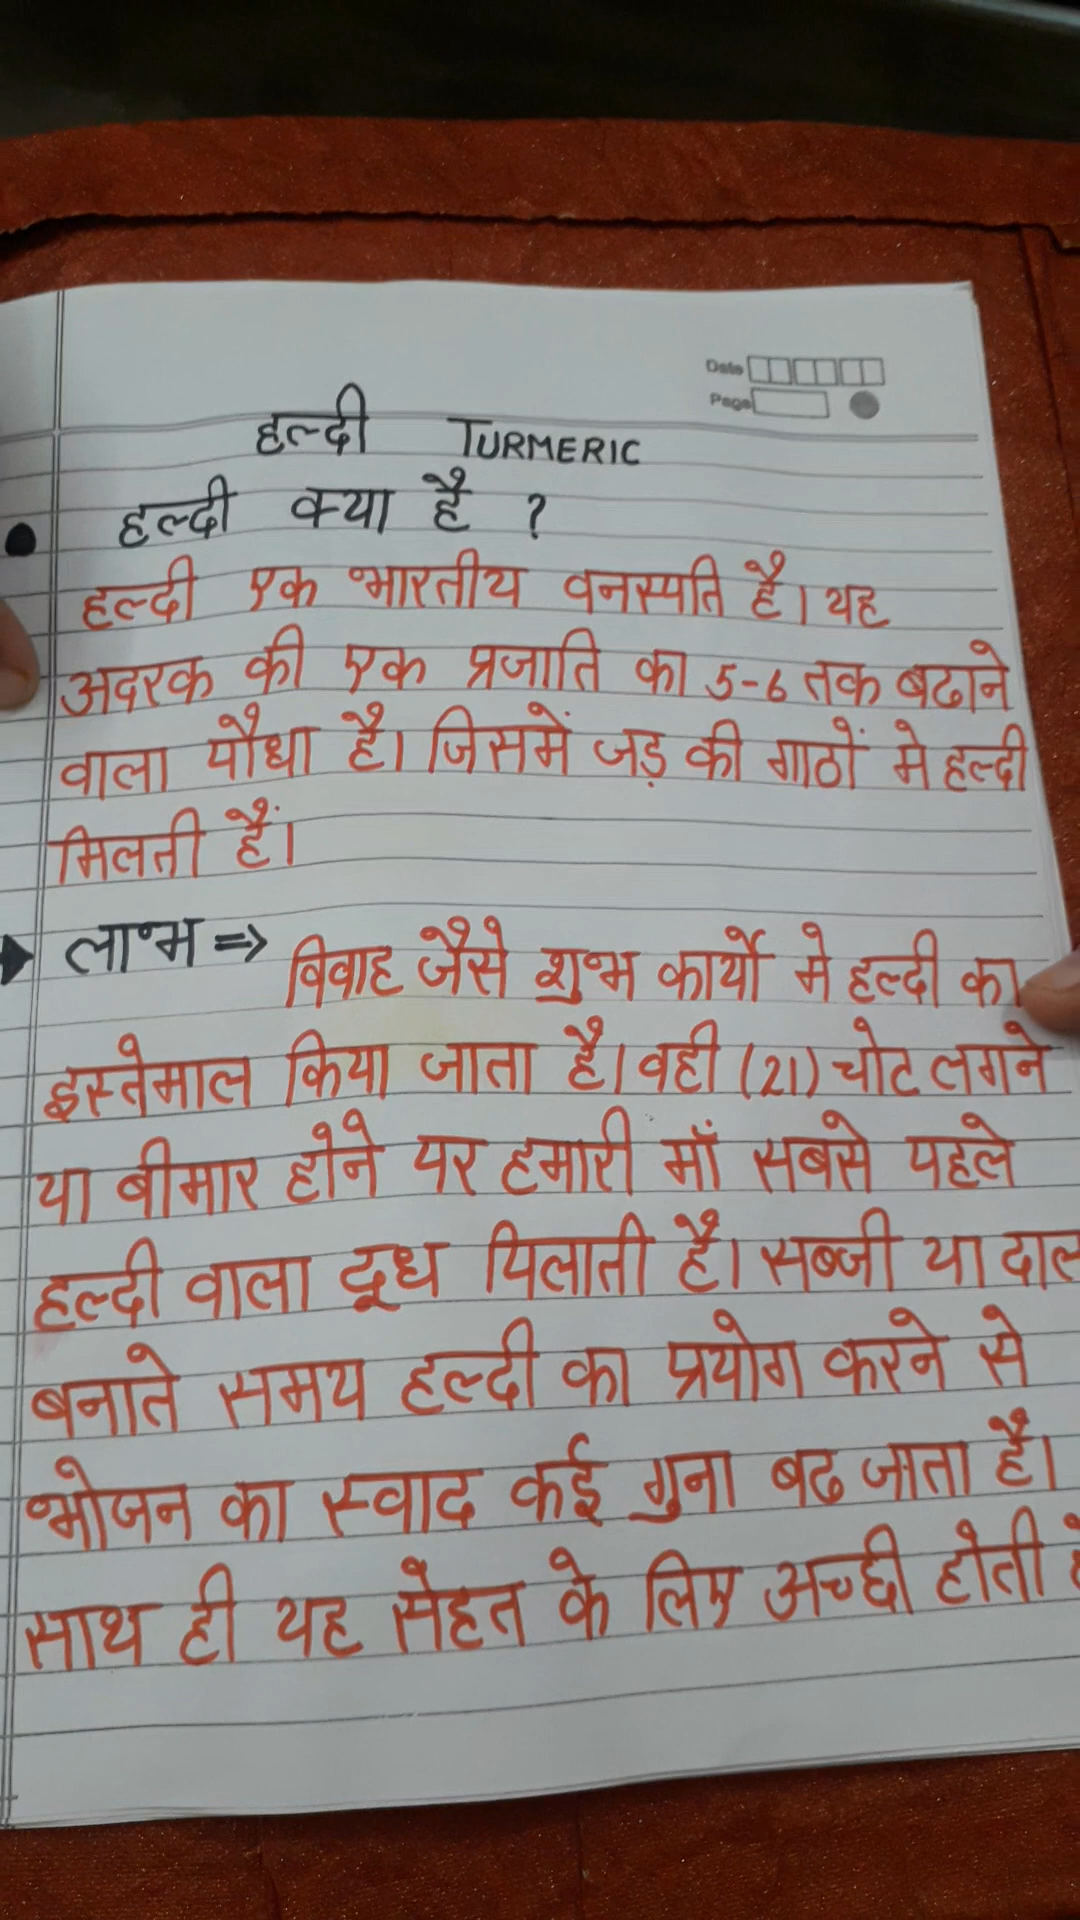 Date
Page
हल्दी TURMERIC
हल्दी क्या है ?
हल्दी एक भारतीय वनस्पति है। यह
अदरक की एक प्रजाति का 5-6 तक बढाने
वाला पौधा है। जिसमें जड़ की गाठों मे हल्दी
मिलती हैं।
लाभ ⇒ विवाह जैसे शुभ कार्यो मे हल्दी का
इस्तेमाल किया जाता है। वही (21) चोट लगने
या बीमार होने पर हमारी माँ सबसे पहले
हल्दी वाला दूध पिलाती है। सब्जी या दाल
बनाते समय हल्दी का प्रयोग करने से
भोजन का स्वाद कई गुना बढ जाता है।
साथ ही यह सेहत के लिए अच्छी होती